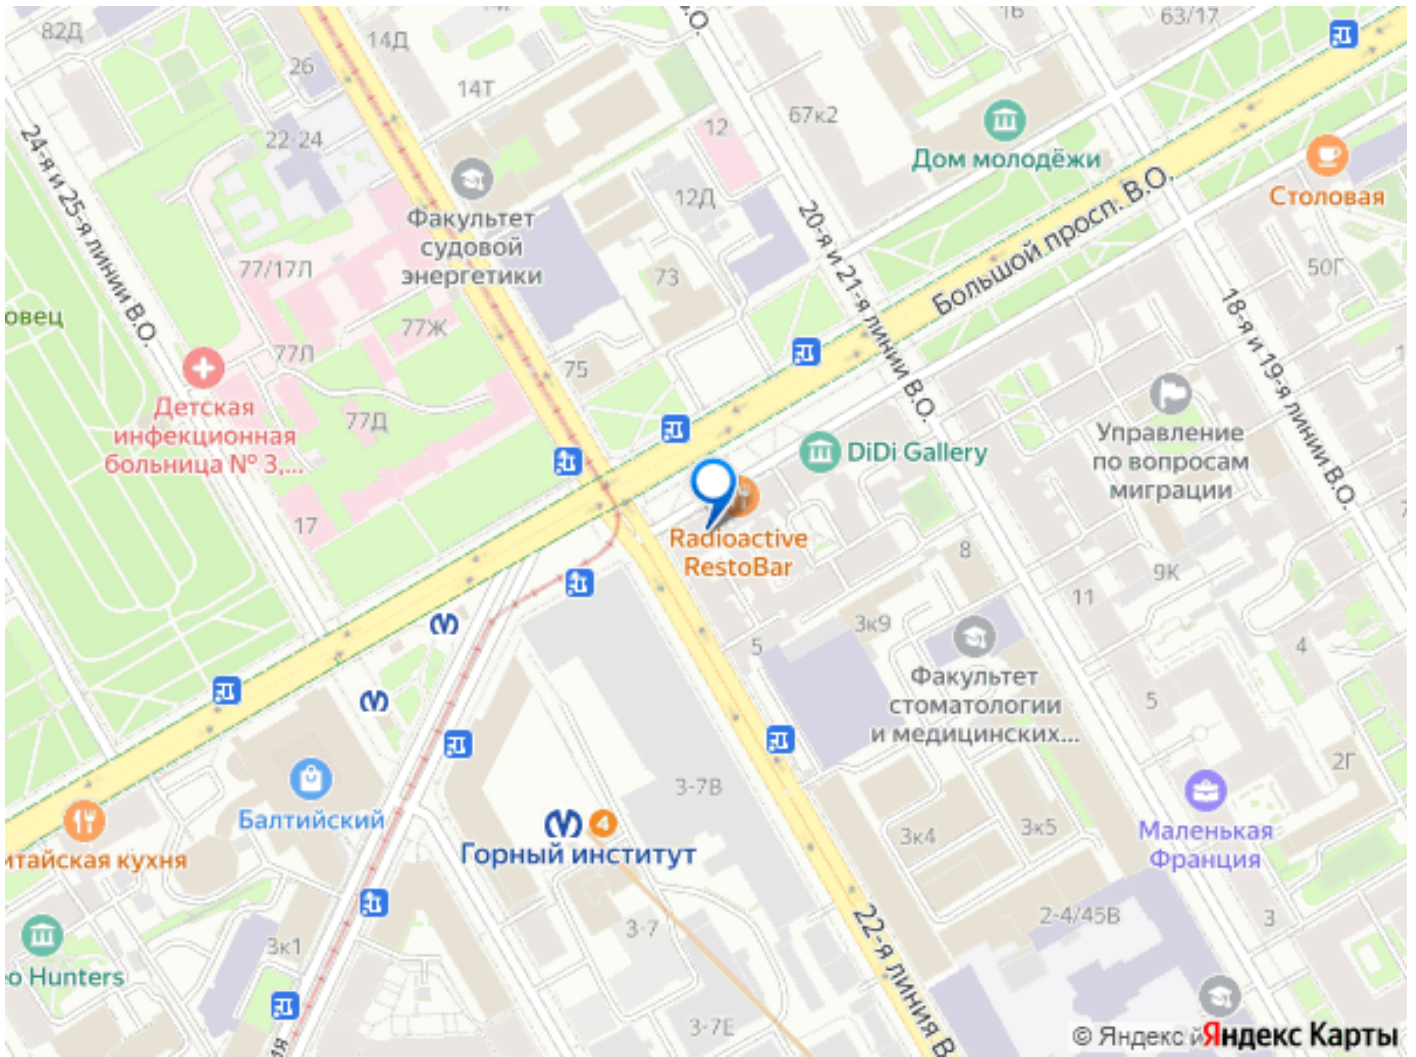 82Д
14Д
16
63/17
В.О.
26
14Т
67к2
12
22-24
Дом молодёжи
Столовая
24-я и 25-я линии В.О.
Факультет
судовой
энергетики
12Д
20-я и 21-я линии В.О.
Большой просп. В.О.
77/17Л
73
50Г
овец
77Ж
18-я и 19-я линии В.О.
77Л
75
Детская
инфекционная
больница № 3,...
77Д
DiDi Gallery
Управление
по вопросам
миграции
17
Radioactive
RestoBar
8
9К
11
3к9
5
4
Факультет
стоматологии
и медицинских...
5
2Г
3-7В
Балтийский
4
Горный институт
3к4
3к5
Маленькая
Франция
итайская кухня
2-4/45В
3
22-я линия В
3-7
3к1
eo Hunters
3-7Е
ия
© Яндекс
Яндекс Карты